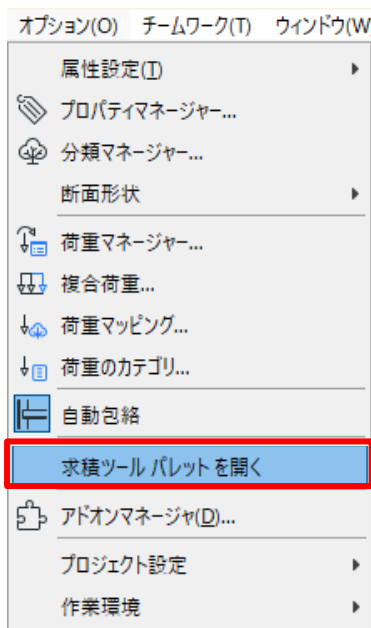 オプション(O) チームワーク(T) ウィンドウ(W
属性設定(T)
プロパティマネージャー...
分類マネージャー...
断面形状
荷重マネージャー...
複合荷重...
荷重マッピング...
荷重のカテゴリ...
自動包絡
求積ツール パレット を開く
アドオンマネージャ(D)...
プロジェクト設定
作業環境